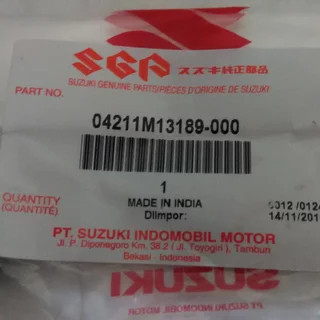 SGP スズキ純正部品
SUZUKI GENUINE PARTS/PIÈCES D'ORIGINE DE SUZUKI
PART NO.
04211M13189-000
1
QUANTITY
(QUANTITÉ)
MADE IN INDIA
DIimpor:
14/11/201
PT. SUZUKI INDOMOBIL MOTOR
Jl. P. Diponegoro Km. 38.2 ( Jl. Toyogiri ), Tambun
Bekasi - Indonesia
SUZUKI